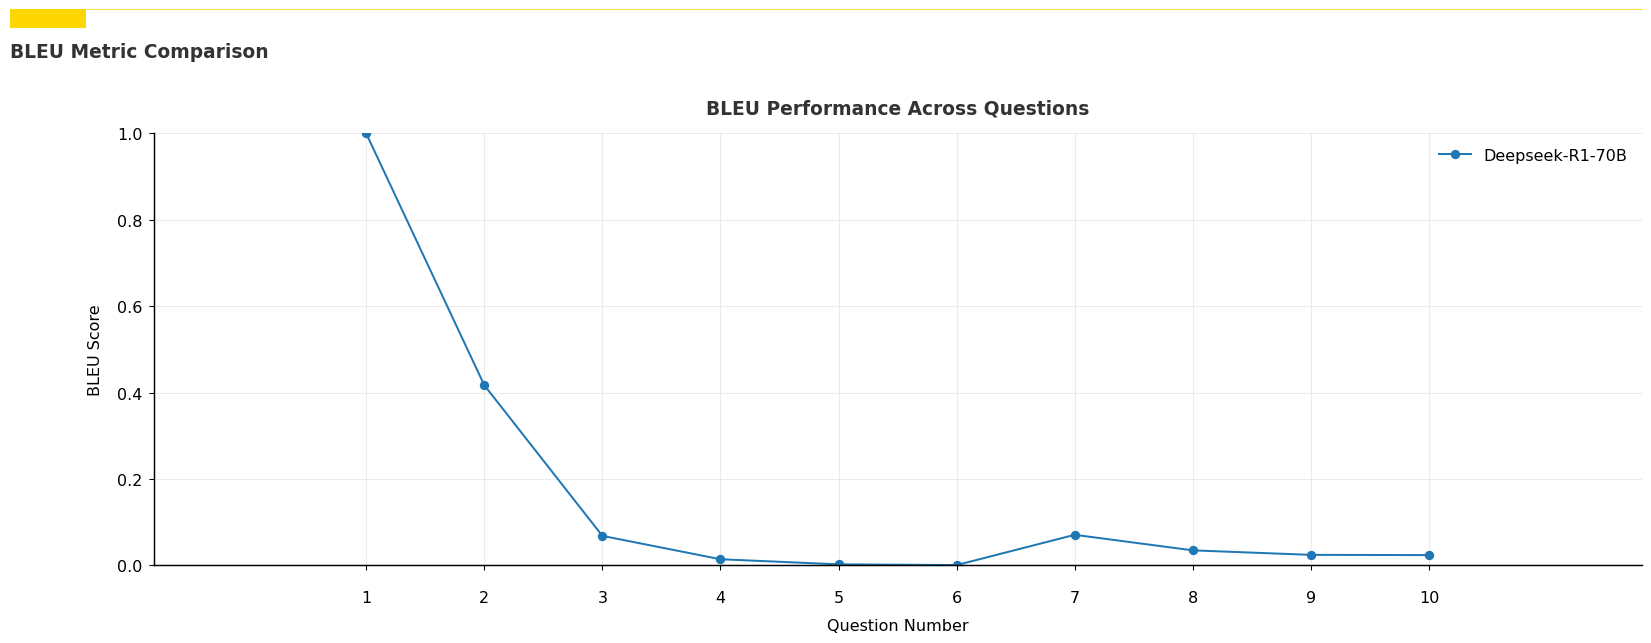 BLEU Metric Comparison
BLEU Performance Across Questions
Deepseek-R1-70B
BLEU Score
1.0
0.8
0.6
0.4
0.2
0.0
1 2 3 4 5 6 7 8 9 10
Question Number